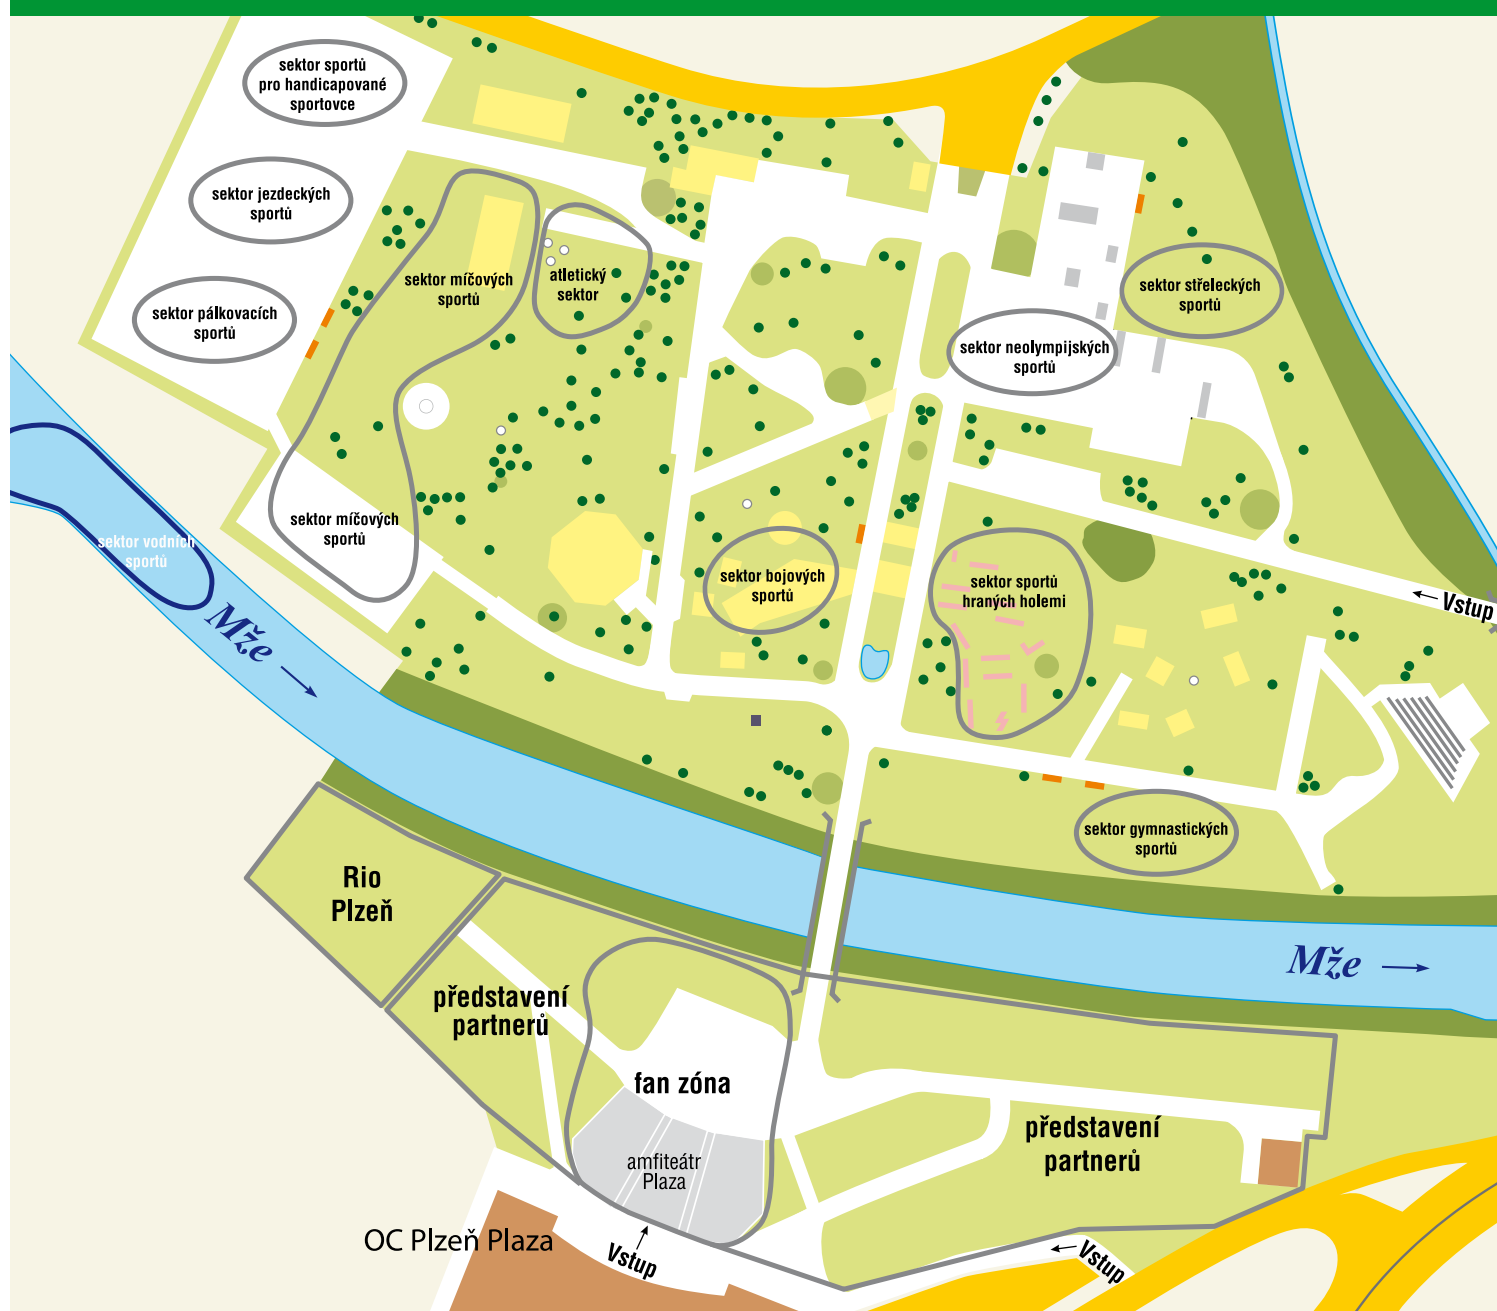 sektor sportů
pro handicapované
sportovce
sektor jezdeckých
sportů
sektor pálkovacích
sportů
sektor míčových
sportů
atletický
sektor
sektor střeleckých
sportů
sektor neolympijských
sportů
sektor míčových
sportů
sektor vodních
sportů
sektor bojových
sportů
sektor sportů
hraných holemi
Vstup
Mže
sektor gymnastických
sportů
Rio
Plzeň
Mže
představení
partnerů
fan zóna
představení
partnerů
amfiteátr
Plaza
OC Plzeň Plaza
Vstup
Vstup